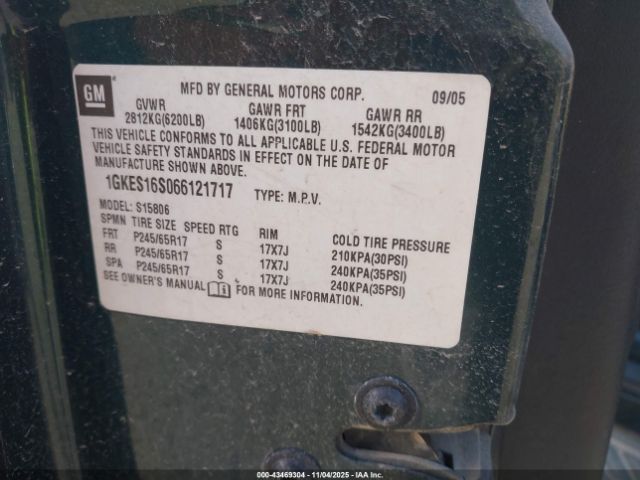 GM
MFD BY GENERAL MOTORS CORP. 09/05
GVWR GAWR FRT GAWR RR
2812KG(6200LB) 1406KG(3100LB) 1542KG(3400LB)
THIS VEHICLE CONFORMS TO ALL APPLICABLE U.S. FEDERAL MOTOR
VEHICLE SAFETY STANDARDS IN EFFECT ON THE DATE OF
MANUFACTURE SHOWN ABOVE.
1GKES16S066121717 TYPE: M.P.V.
MODEL: S15806
SPMN TIRE SIZE SPEED RTG RIM COLD TIRE PRESSURE
FRT P245/65R17 S 17X7J 210KPA(30PSI)
RR P245/65R17 S 17X7J 240KPA(35PSI)
SPA P245/65R17 S 17X7J 240KPA(35PSI)
SEE OWNER'S MANUAL FOR MORE INFORMATION.
000-43469304 - 11/04/2025 - IAAI.COM